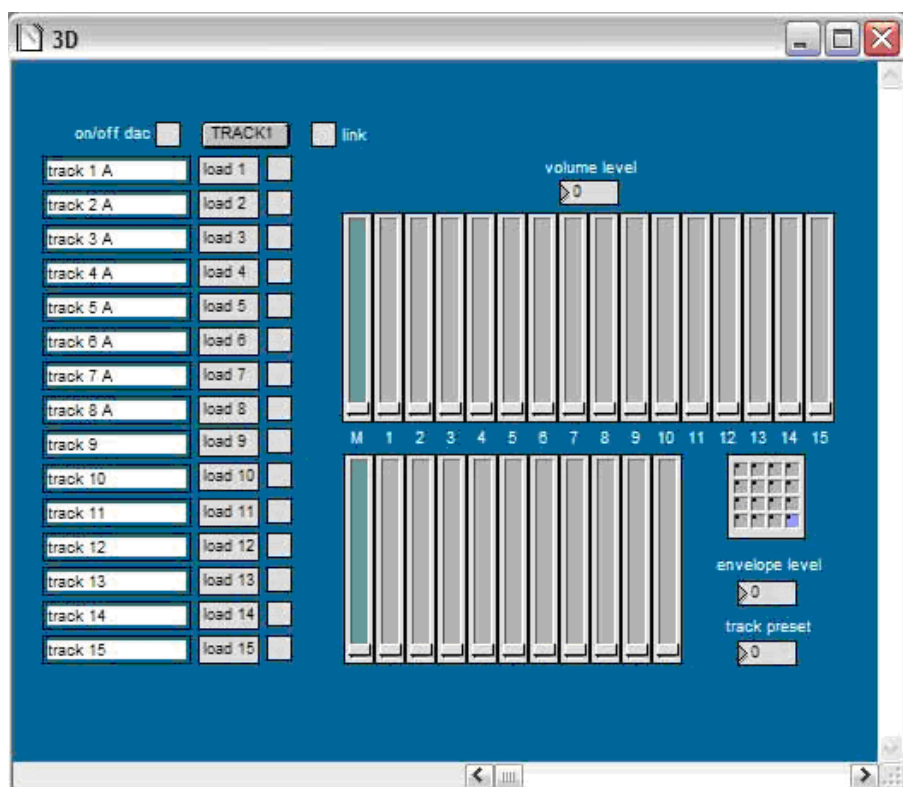 3D
on/off dac TRACK1 link
track 1 A load 1
track 2 A load 2
track 3 A load 3
track 4 A load 4
track 5 A load 5
track 6 A load 6
track 7 A load 7
track 8 A load 8
track 9 load 9
track 10 load 10
track 11 load 11
track 12 load 12
track 13 load 13
track 14 load 14
track 15 load 15
volume level
0
M 1 2 3 4 5 6 7 8 9 10 11 12 13 14 15
envelope level
0
track preset
0